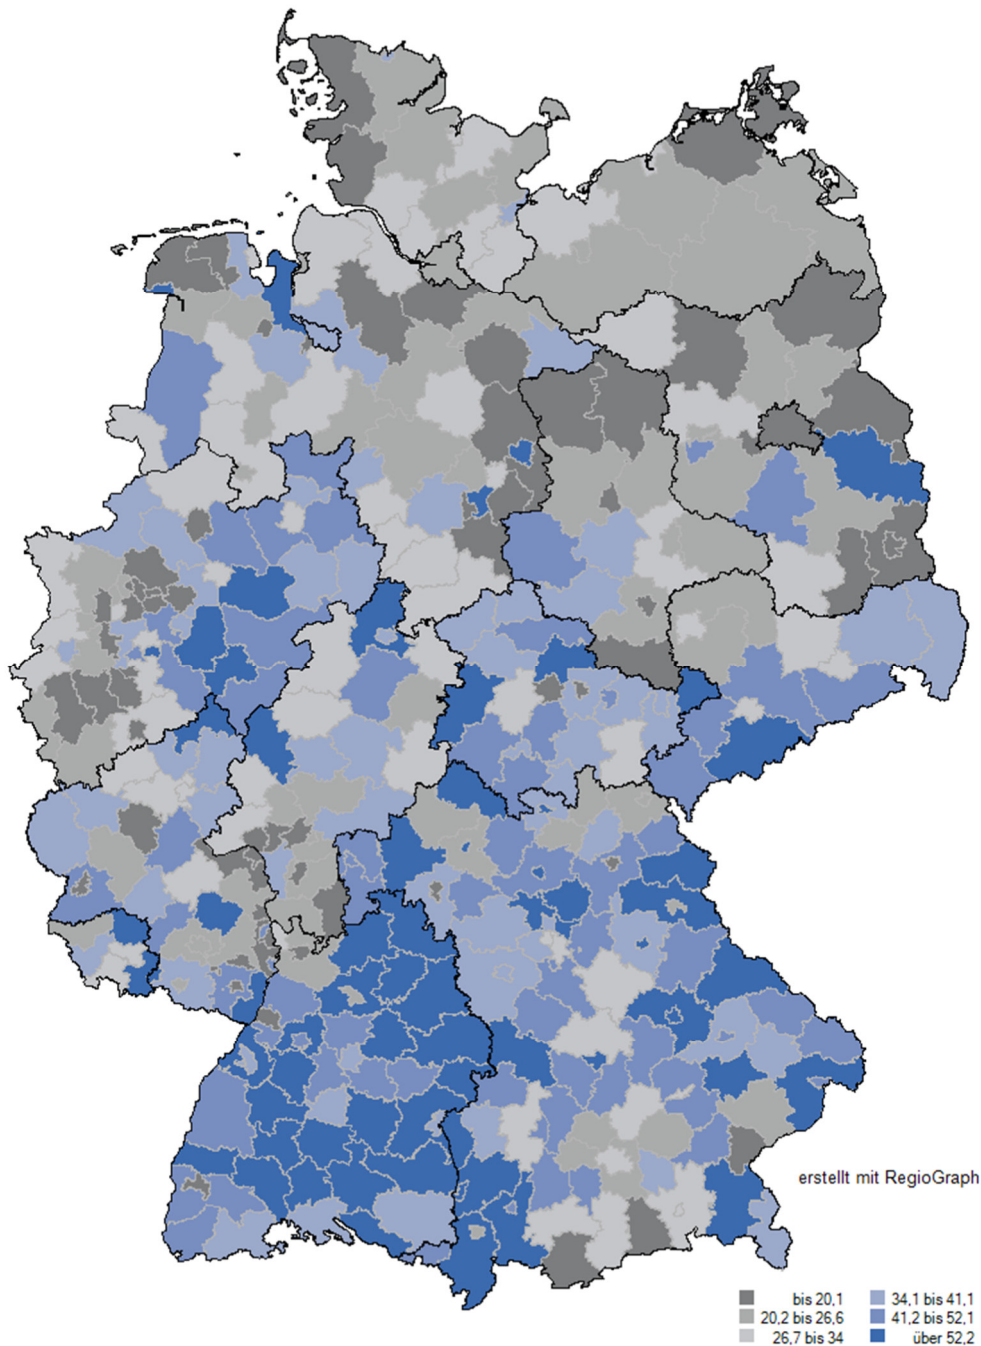 erstellt mit RegioGraph
bis 20,1
20,2 bis 26,6
26,7 bis 34
34,1 bis 41,1
41,2 bis 52,1
über 52,2